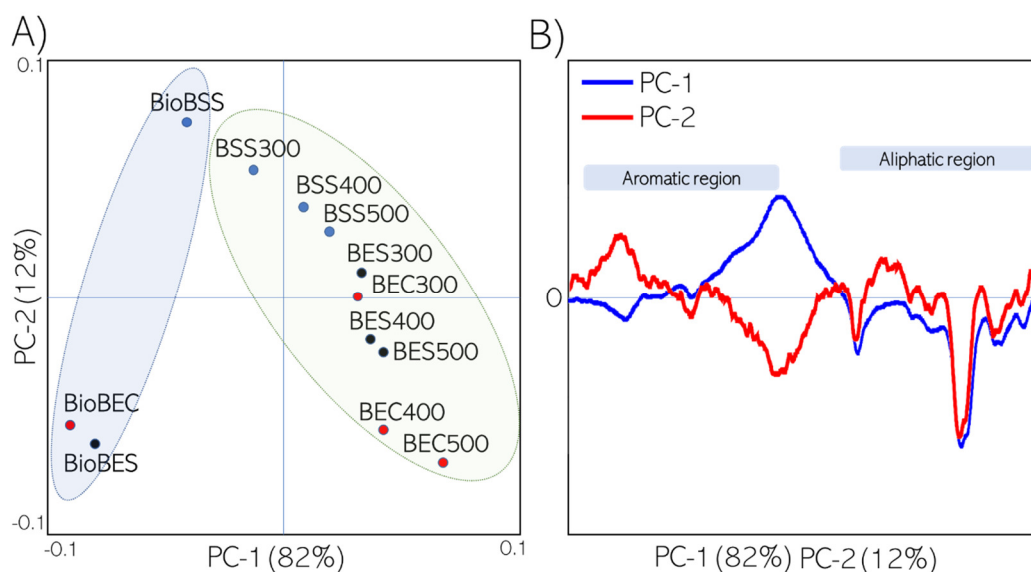 A)
0.1
BioBSS
BSS300
BSS400
BSS500
BES300
BEC300
BES400
BES500
BEC400
BEC500
BioBEC
BioBES
PC-2 (12%)
-0.1
-0.1
PC-1 (82%)
0.1
B)
PC-1
PC-2
Aromatic region
Aliphatic region
0
PC-1 (82%) PC-2 (12%)